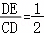 DE/CD = 1/2